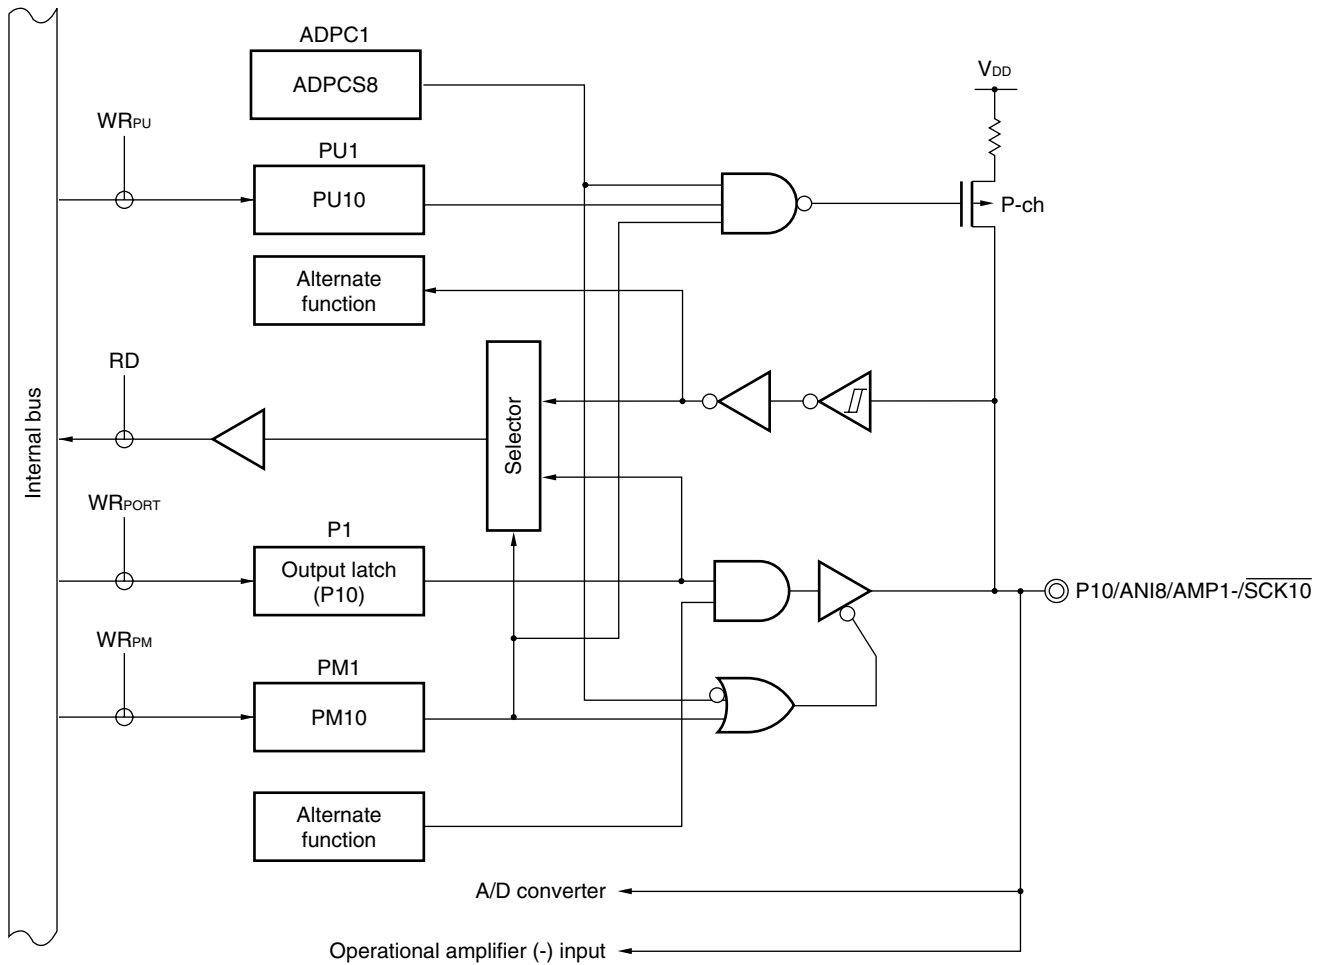 ADPC1
ADPCS8
VDD
WRPU
PU1
PU10
P-ch
Alternate
function
RD
Internal bus
Selector
WRPORT
P1
Output latch
(P10)
P10/ANI8/AMP1-/SCK10
WRPM
PM1
PM10
Alternate
function
A/D converter
Operational amplifier (-) input